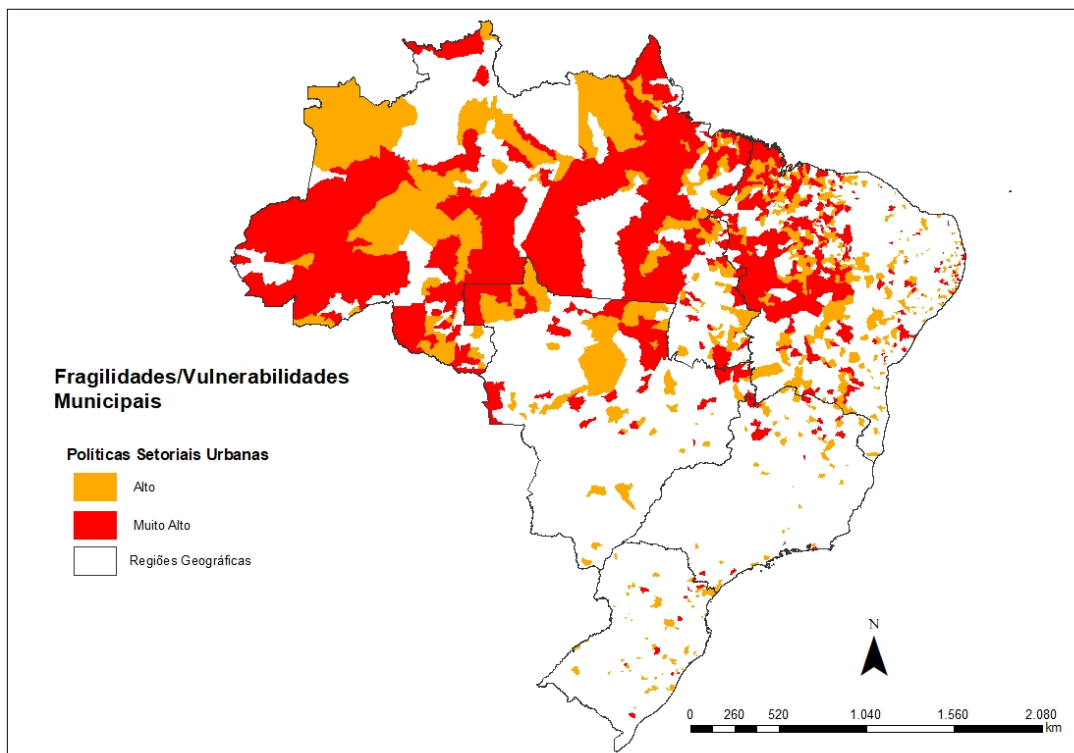 Fragilidades/Vulnerabilidades
Municipais
Políticas Setoriais Urbanas
Alto
Muito Alto
Regiões Geográficas
N
0 260 520 1.040 1.560 2.080
km